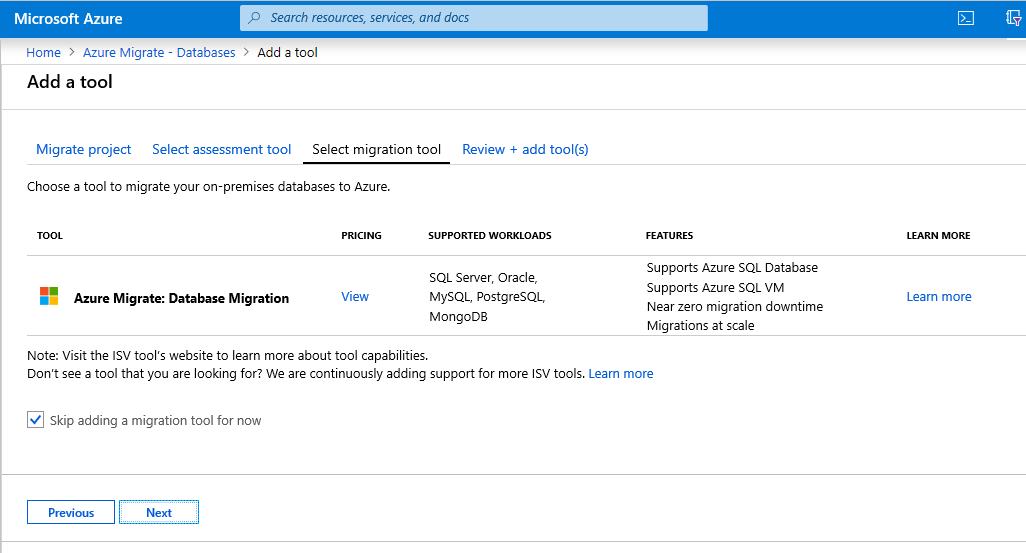 Microsoft Azure
Search resources, services, and docs
Home > Azure Migrate - Databases > Add a tool
Add a tool
Migrate project Select assessment tool Select migration tool Review + add tool(s)
Choose a tool to migrate your on-premises databases to Azure.
TOOL PRICING SUPPORTED WORKLOADS FEATURES LEARN MORE
Azure Migrate: Database Migration
View
SQL Server, Oracle,
MySQL, PostgreSQL,
MongoDB
Supports Azure SQL Database
Supports Azure SQL VM
Near zero migration downtime
Migrations at scale
Learn more
Note: Visit the ISV tool’s website to learn more about tool capabilities.
Don’t see a tool that you are looking for? We are continuously adding support for more ISV tools. Learn more
Skip adding a migration tool for now
Previous Next